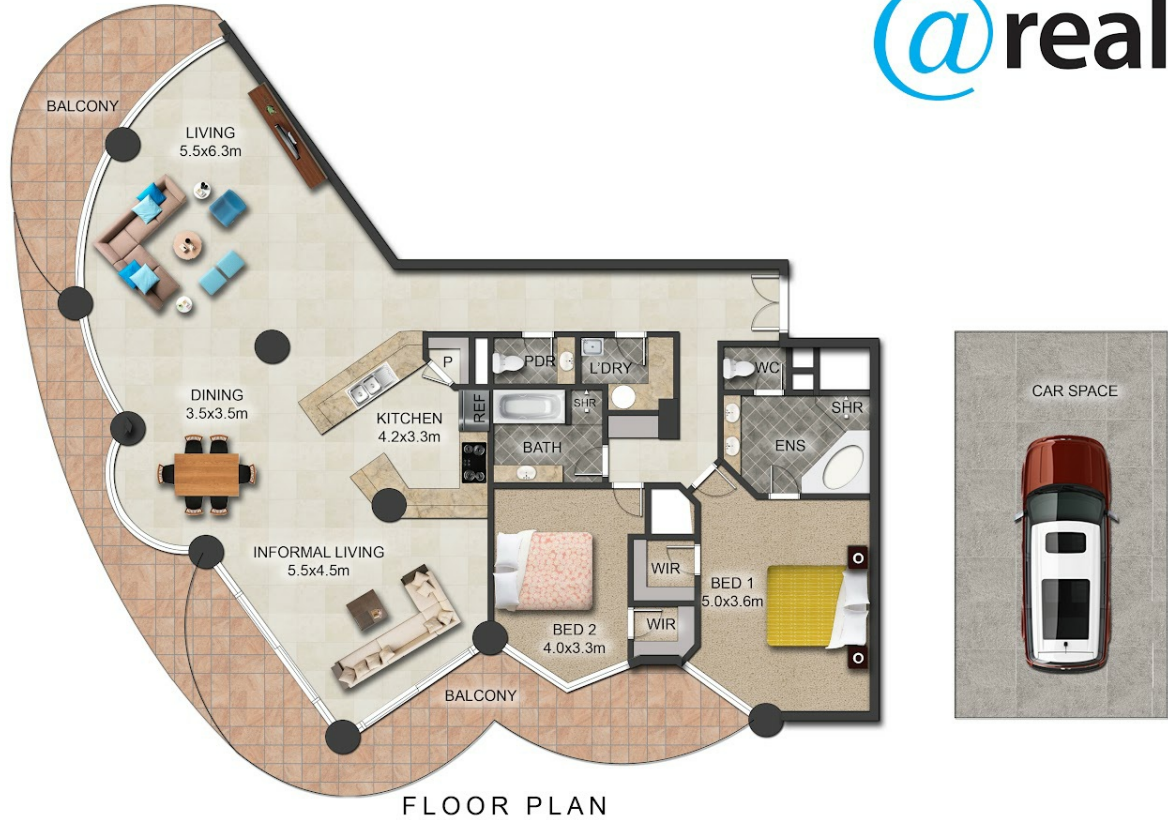 @real
BALCONY
LIVING
5.5x6.3m
DINING
3.5x3.5m
KITCHEN
4.2x3.3m
P
REF
PDR
L'DRY
SHR
BATH
WC
SHR
ENS
INFORMAL LIVING
5.5x4.5m
BED 2
4.0x3.3m
WIR
WIR
BED 1
5.0x3.6m
BALCONY
CAR SPACE
FLOOR PLAN